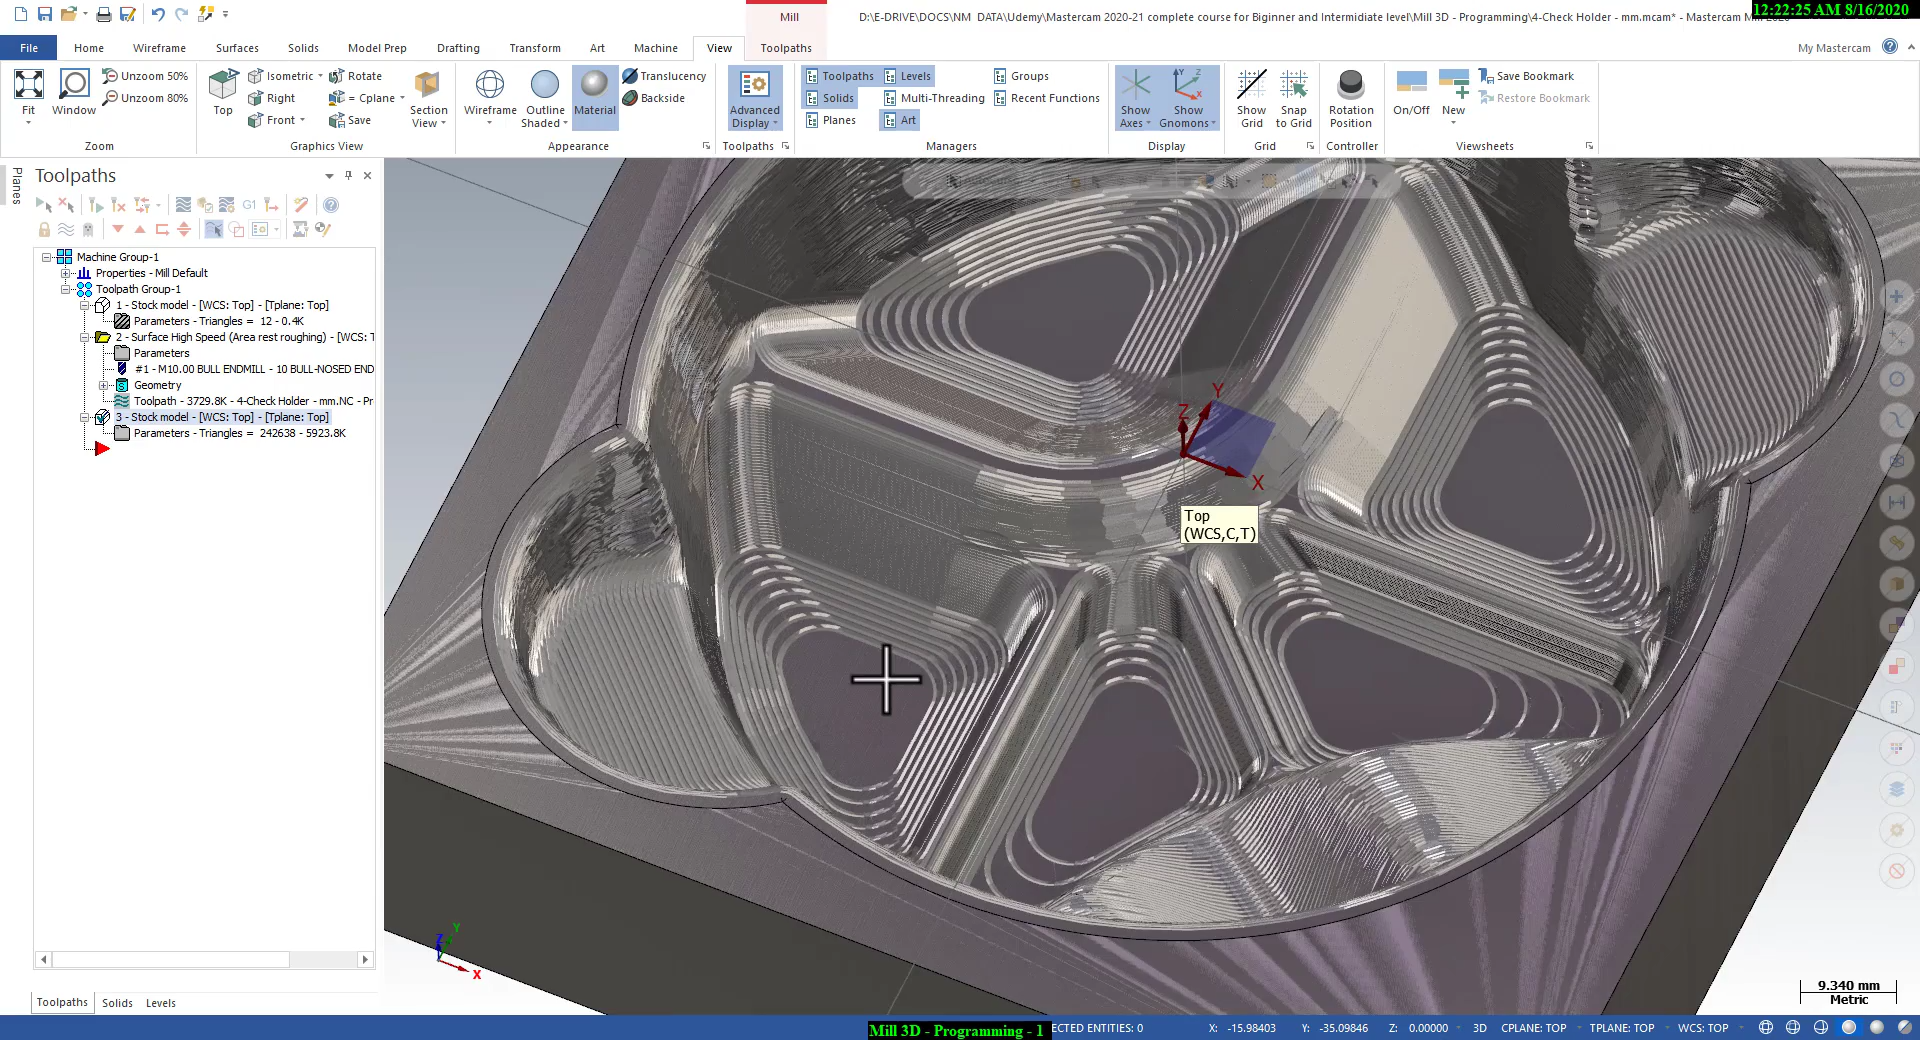 Mill
D:\E-DRIVE\DOCS\NM DATA\Udemy\Mastercam 2020-21 complete course for Biginner and Intermidiate level\Mill 3D - Programming\4-Check Holder - mm.mcam* - Mastercam
12:22:25 AM 8/16/2020
File Home Wireframe Surfaces Solids Model Prep Drafting Transform Art Machine View Toolpaths
My Mastercam
Unzoom 50%
Unzoom 80%
Fit
Window
Zoom
Top
Isometric
Right
Front
Rotate
= Cplane
Save
Section View
Graphics View
Wireframe
Outline Shaded
Material
Translucency
Backside
Appearance
Advanced Display
Toolpaths
Toolpaths
Solids
Planes
Levels
Multi-Threading
Art
Groups
Recent Functions
Managers
Show Axes
Show Gnomons
Display
Show Grid
Snap to Grid
Grid
Rotation Position
Controller
On/Off
New
Save Bookmark
Restore Bookmark
Viewsheets
Planes
Toolpaths
G1
Machine Group-1
Properties - Mill Default
Toolpath Group-1
1 - Stock model - [WCS: Top] - [Tplane: Top]
Parameters - Triangles = 12 - 0.4K
2 - Surface High Speed (Area rest roughing) - [WCS: T
Parameters
#1 - M10.00 BULL ENDMILL - 10 BULL-NOSED END
Geometry
Toolpath - 3729.8K - 4-Check Holder - mm.NC - Pr
3 - Stock model - [WCS: Top] - [Tplane: Top]
Parameters - Triangles = 242638 - 5923.8K
Y
Z
X
Top
(WCS,C,T)
Y
Z
X
9.340 mm
Metric
Toolpaths Solids Levels
Mill 3D - Programming - 1
ECTED ENTITIES: 0 X: -15.98403 Y: -35.09846 Z: 0.00000 3D CPLANE: TOP TPLANE: TOP WCS: TOP